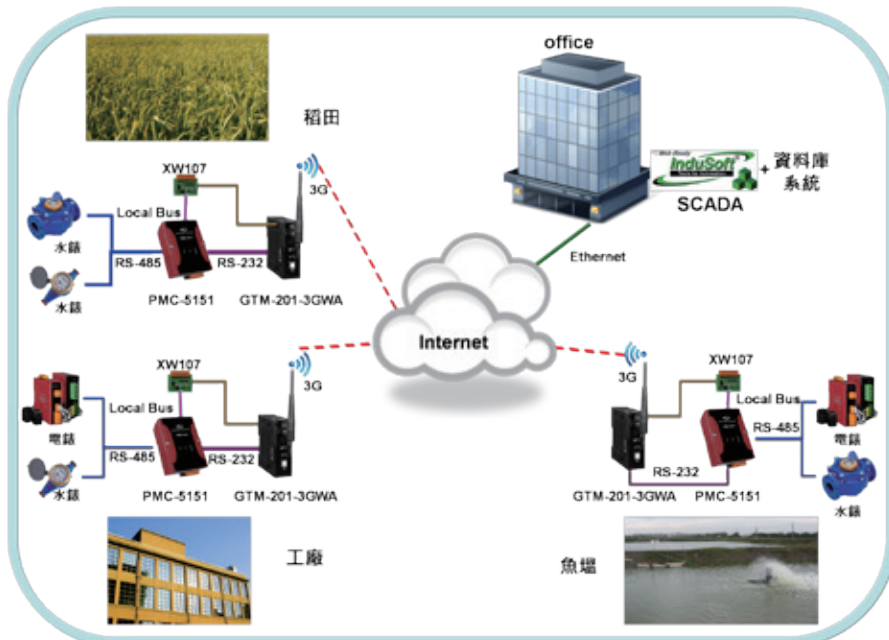 office
稻田
XW107
3G
Local Bus
水錶
RS-485
RS-232
水錶
PMC-5151
GTM-201-3GWA
InduSoft
+ 資料庫
系統
SCADA
Ethernet
Internet
XW107
3G
Local Bus
電錶
RS-485
RS-232
水錶
PMC-5151
GTM-201-3GWA
工廠
3G
XW107
Local Bus
RS-485
電錶
RS-232
GTM-201-3GWA
PMC-5151
水錶
魚塭